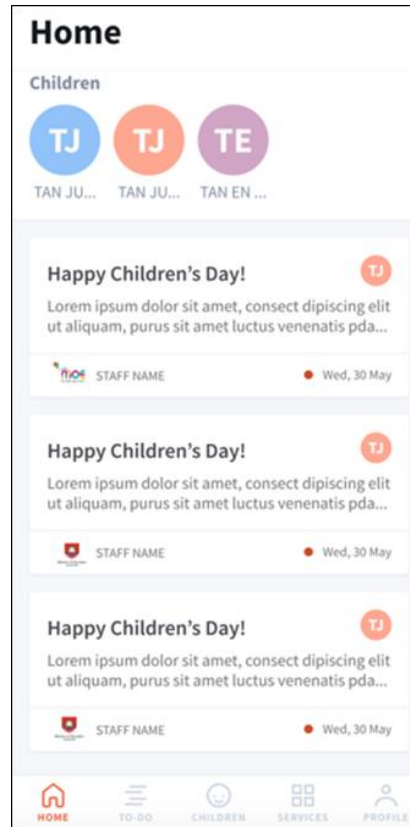 Home
Children
TJ TJ TE
TAN JU... TAN JU... TAN EN ...
Happy Children's Day! TJ
Lorem ipsum dolor sit amet, consect dipiscing elit
ut aliquam, purus sit amet luctus venenatis pda...
moe STAFF NAME Wed, 30 May
Happy Children's Day! TJ
Lorem ipsum dolor sit amet, consect dipiscing elit
ut aliquam, purus sit amet luctus venenatis pda...
STAFF NAME Wed, 30 May
Happy Children's Day! TJ
Lorem ipsum dolor sit amet, consect dipiscing elit
ut aliquam, purus sit amet luctus venenatis pda...
STAFF NAME Wed, 30 May
HOME TO-DO CHILDREN SERVICES PROFILE